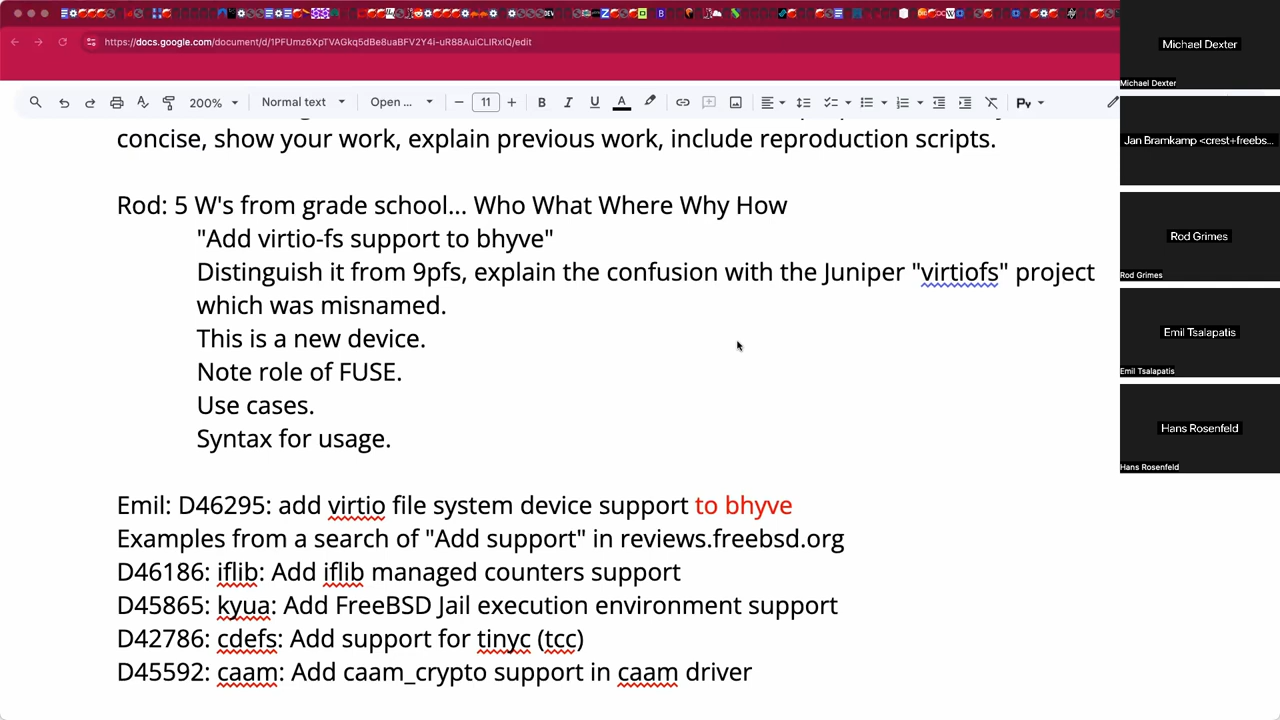 https://docs.google.com/document/d/1PFUmz6XpTVAGkq5dBe8uaBFV2Y4i-uR88AuiCLIRxIQ/edit
200% Normal text Open ... 11
concise, show your work, explain previous work, include reproduction scripts.
Rod: 5 W's from grade school... Who What Where Why How
"Add virtio-fs support to bhyve"
Distinguish it from 9pfs, explain the confusion with the Juniper "virtiofs" project
which was misnamed.
This is a new device.
Note role of FUSE.
Use cases.
Syntax for usage.
Emil: D46295: add virtio file system device support to bhyve
Examples from a search of "Add support" in reviews.freebsd.org
D46186: iflib: Add iflib managed counters support
D45865: kyua: Add FreeBSD Jail execution environment support
D42786: cdefs: Add support for tinyc (tcc)
D45592: caam: Add caam_crypto support in caam driver
Michael Dexter
Michael Dexter
Jan Bramkamp <crest+freebs...
Rod Grimes
Rod Grimes
Emil Tsalapatis
Emil Tsalapatis
Hans Rosenfeld
Hans Rosenfeld